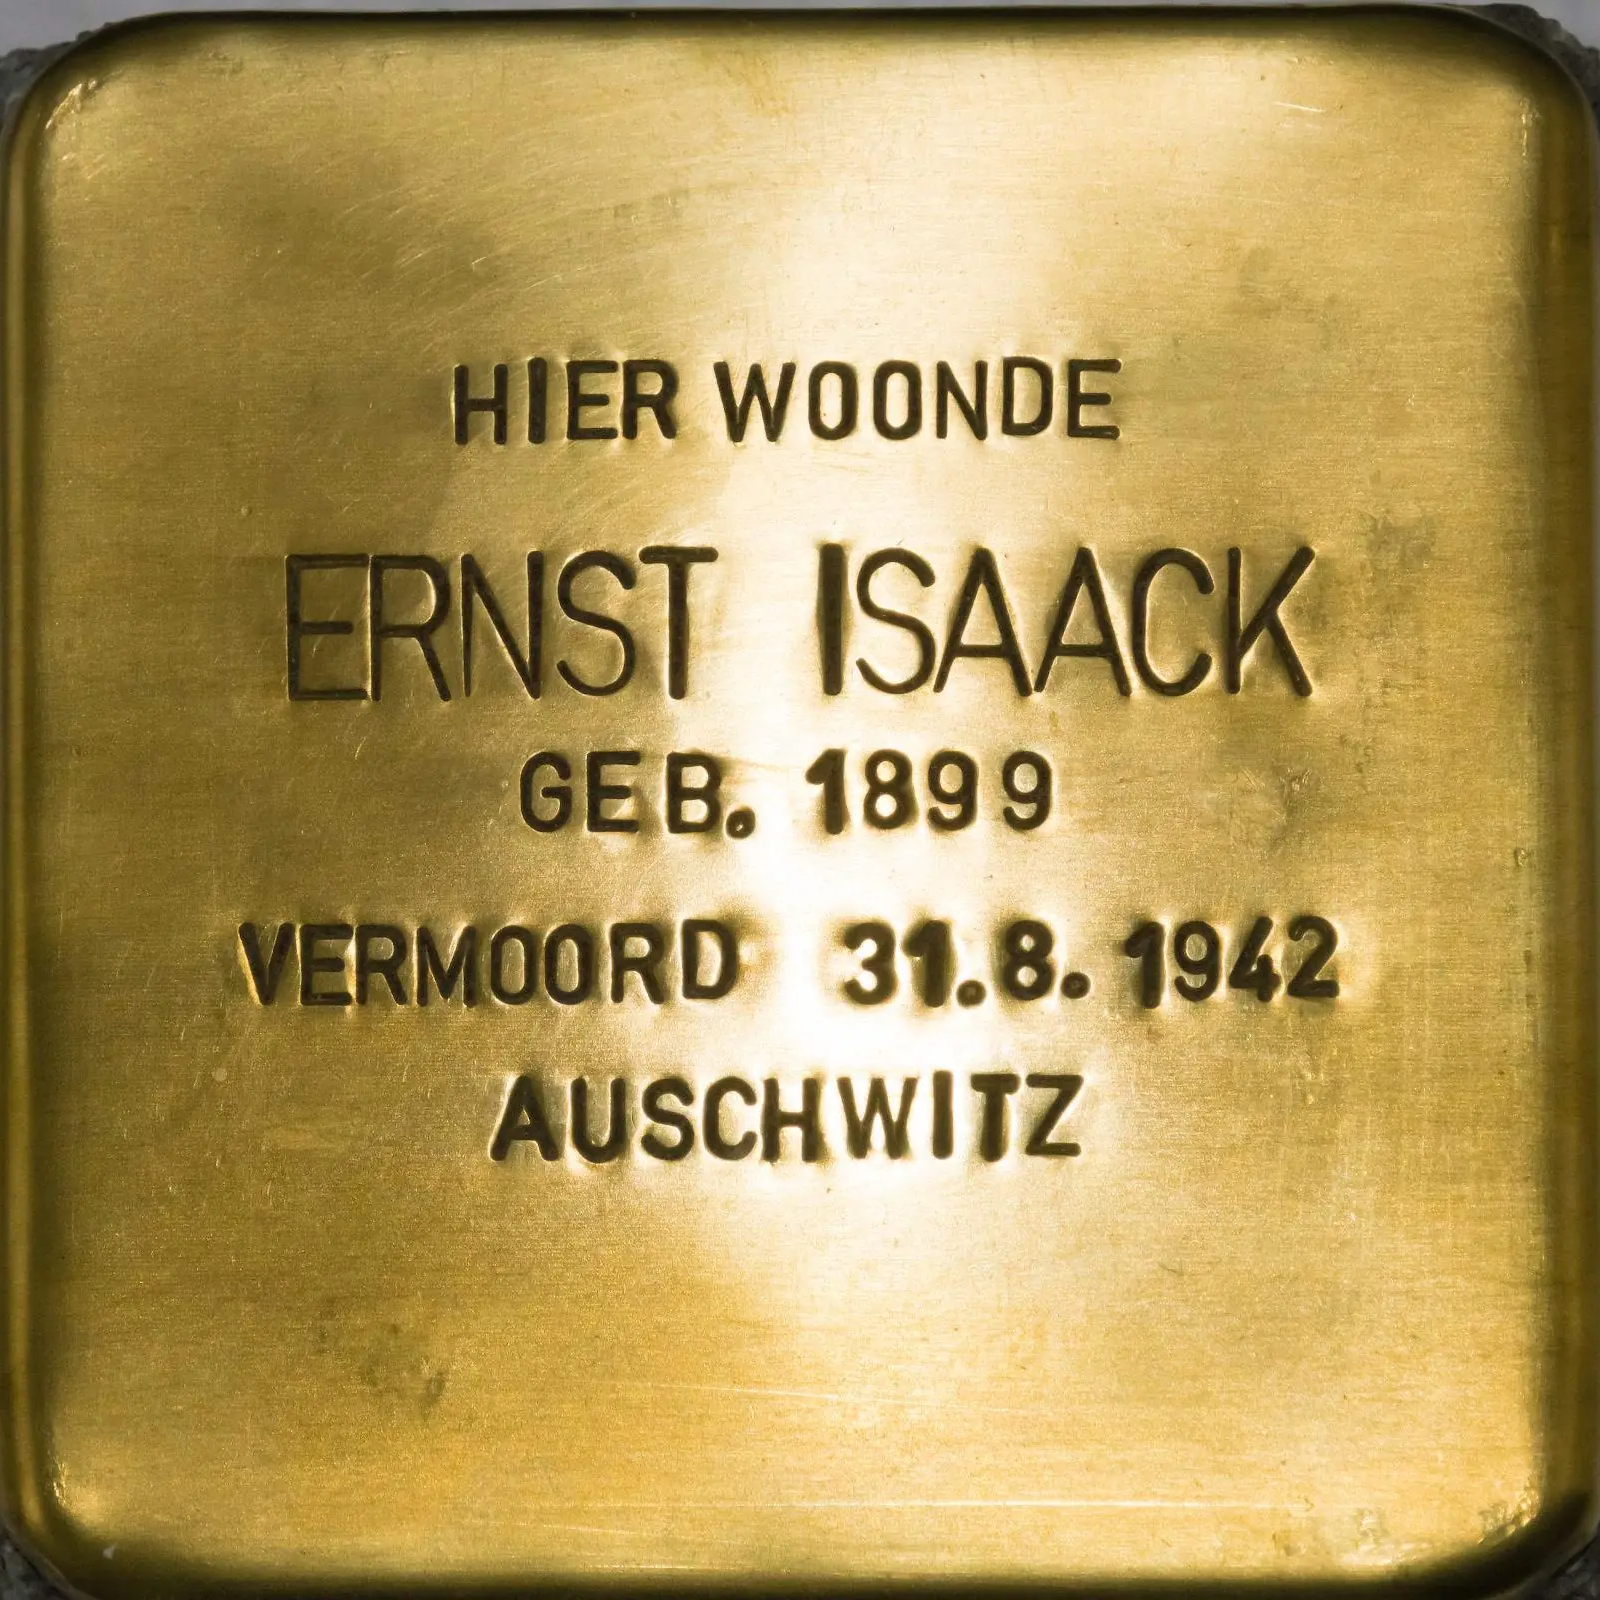 HIER WOONDE
ERNST ISAACK
GEB. 1899
VERMOORD 31.8.1942
AUSCHWITZ